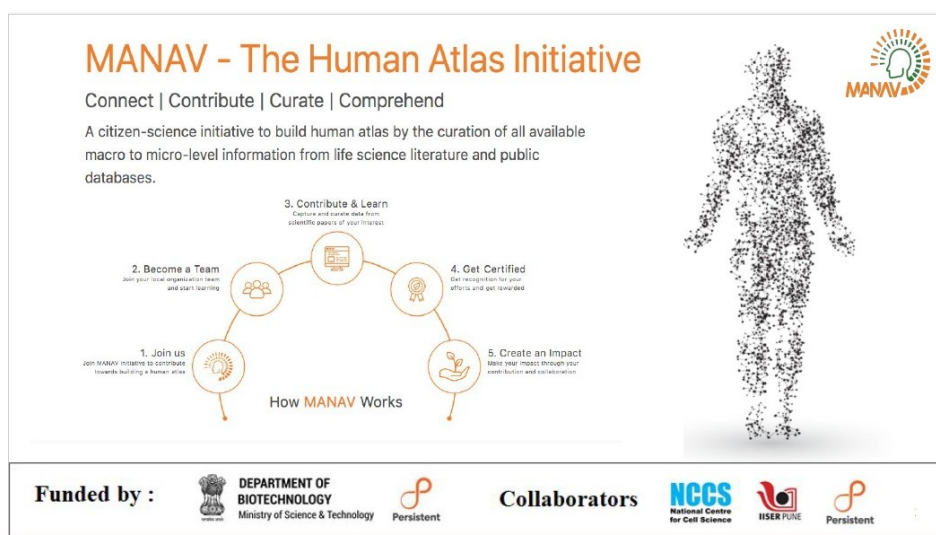 MANAV - The Human Atlas Initiative
MANAV
Connect | Contribute | Curate | Comprehend
A citizen-science initiative to build human atlas by the curation of all available
macro to micro-level information from life science literature and public
databases.
3. Contribute & Learn
Capture and curate data from
scientific papers of your interest
2. Become a Team
Join your local organization team
and start learning
4. Get Certified
Get recognition for your
efforts and get rewarded
1. Join us
Join MANAV initiative to contribute
towards building a human atlas
5. Create an Impact
Make your impact through your
contribution and collaboration
How MANAV Works
Funded by :
DEPARTMENT OF
BIOTECHNOLOGY
Ministry of Science & Technology
Persistent
Collaborators
NCCS
National Centre
for Cell Science
IISER PUNE
Persistent